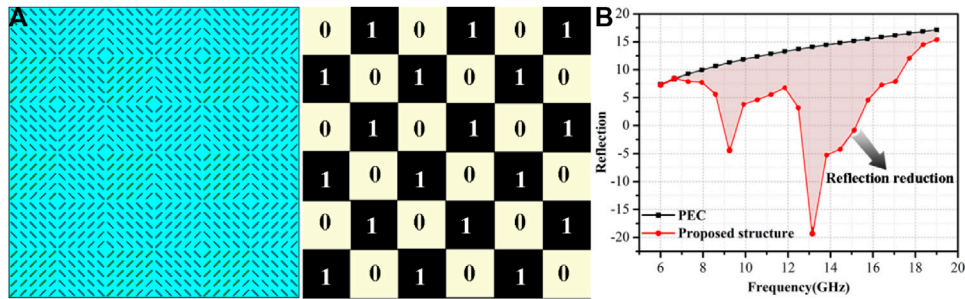 A
0 1 0 1 0 1
1 0 1 0 1 0
0 1 0 1 0 1
1 0 1 0 1 0
0 1 0 1 0 1
1 0 1 0 1 0
B
Reflection
20
15
10
5
0
-5
-10
-15
-20
Reflection reduction
PEC
Proposed structure
6 8 10 12 14 16 18 20
Frequency(GHz)